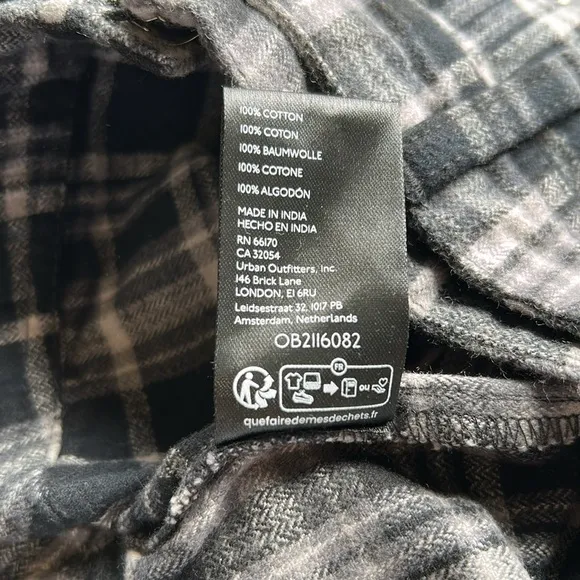 100% COTTON
100% COTON
100% BAUMWOLLE
100% COTONE
100% ALGODÓN
MADE IN INDIA
HECHO EN INDIA
RN 66170
CA 32054
Urban Outfitters, Inc.
146 Brick Lane
LONDON, E1 6RU
Leidsestraat 32, 1017 PB
Amsterdam, Netherlands
OB2116082
FR
ou
quefairedemesdechets.fr